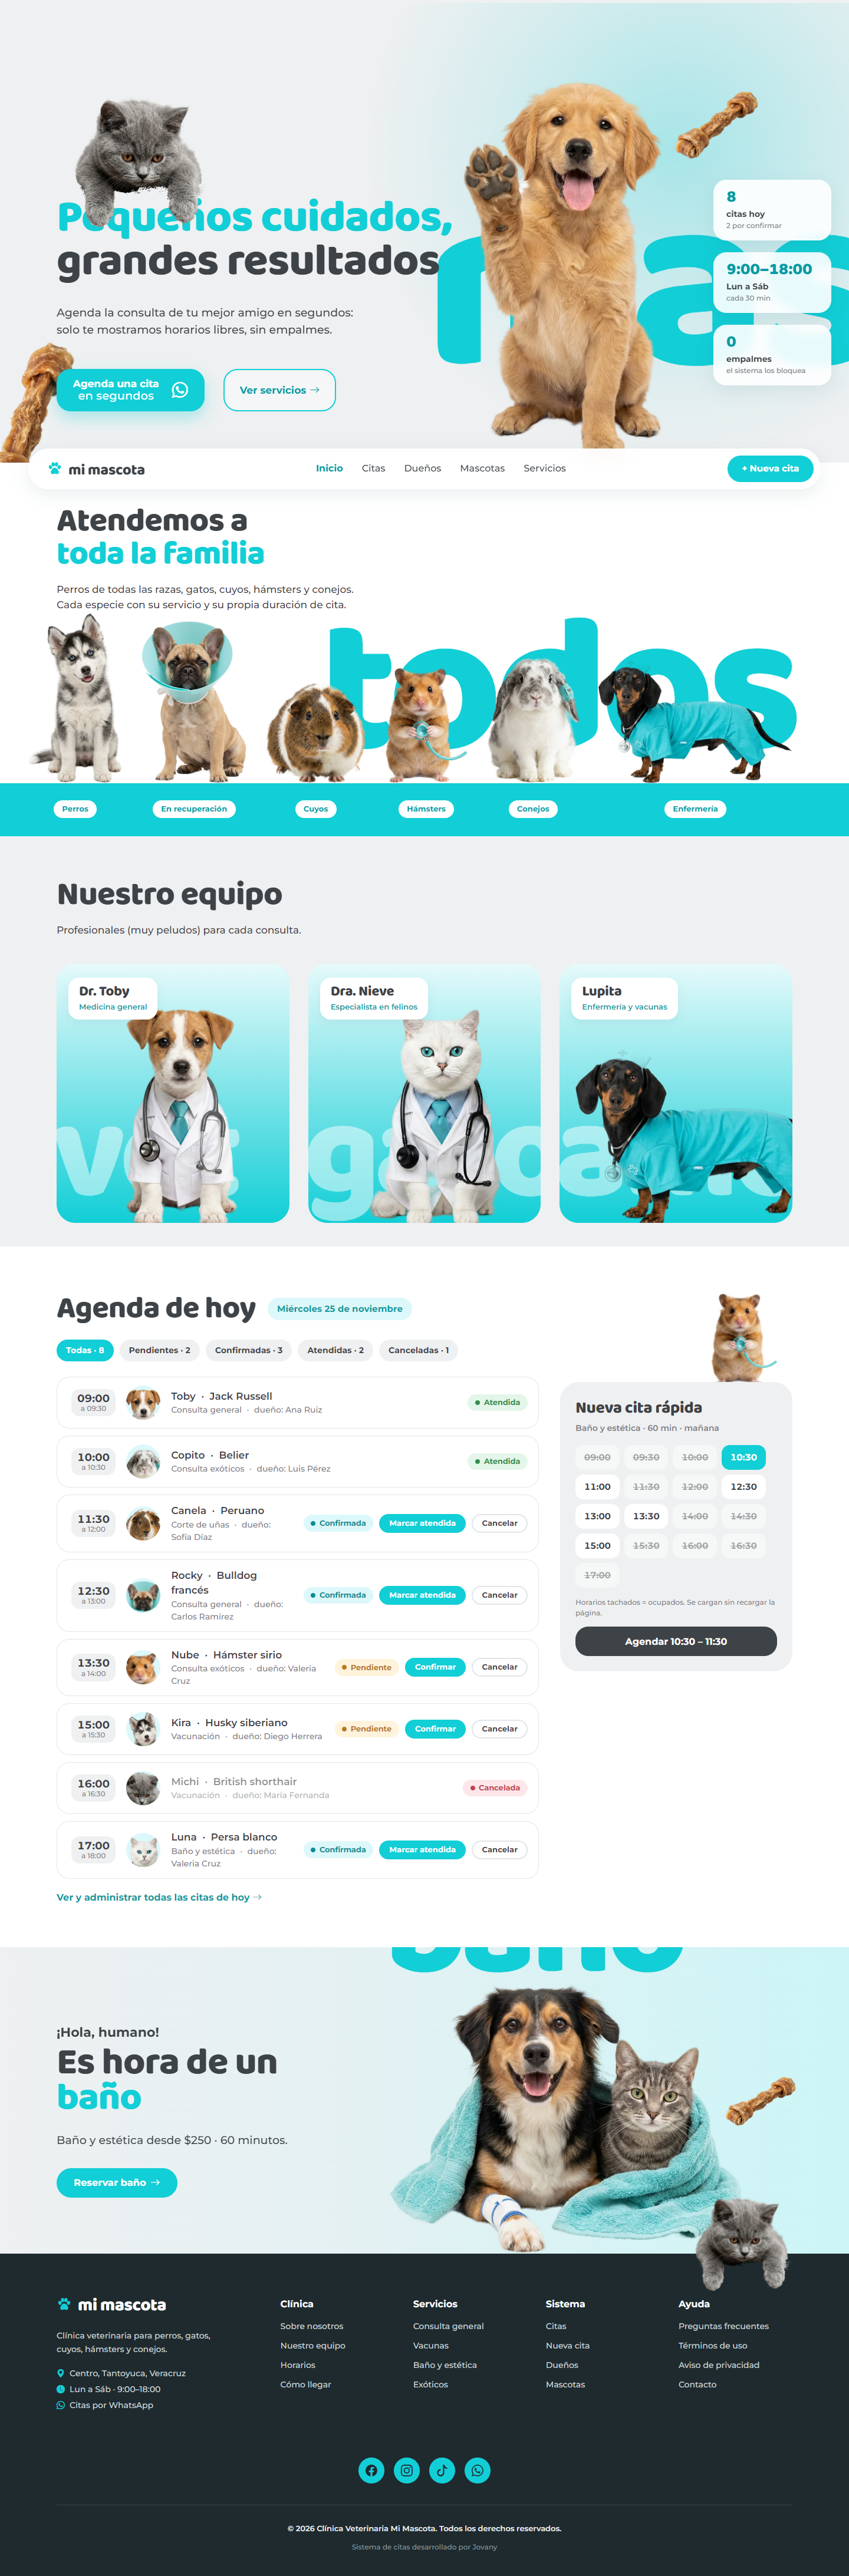 Pequeños cuidados,
grandes resultados
Agenda la consulta de tu mejor amigo en segundos:
solo te mostramos horarios libres, sin empalmes.
Agenda una cita
en segundos
Ver servicios →
8
citas hoy
2 por confirmar
9:00–18:00
Lun a Sáb
cada 30 min
0
empalmes
el sistema los bloquea
mi mascota
Inicio
Citas
Dueños
Mascotas
Servicios
+ Nueva cita
Atendemos a
toda la familia
Perros de todas las razas, gatos, cuyos, hámsters y conejos.
Cada especie con su servicio y su propia duración de cita.
todos
Perros
En recuperación
Cuyos
Hámsters
Conejos
Enfermería
Nuestro equipo
Profesionales (muy peludos) para cada consulta.
Dr. Toby
Medicina general
Dra. Nieve
Especialista en felinos
Lupita
Enfermería y vacunas
Agenda de hoy
Miércoles 25 de noviembre
Todas · 8
Pendientes · 2
Confirmadas · 3
Atendidas · 2
Canceladas · 1
09:00
a 09:30
Toby · Jack Russell
Consulta general · dueño: Ana Ruiz
Atendida
10:00
a 10:30
Copito · Belier
Consulta exóticos · dueño: Luis Pérez
Atendida
11:30
a 12:00
Canela · Peruano
Corte de uñas · dueño:
Sofía Díaz
Confirmada
Marcar atendida
Cancelar
12:30
a 13:00
Rocky · Bulldog
francés
Consulta general · dueño:
Carlos Ramírez
Confirmada
Marcar atendida
Cancelar
13:30
a 14:00
Nube · Hámster sirio
Consulta exóticos · dueño: Valeria
Cruz
Pendiente
Confirmar
Cancelar
15:00
a 15:30
Kira · Husky siberiano
Vacunación · dueño: Diego Herrera
Pendiente
Confirmar
Cancelar
16:00
a 16:30
Michi · British shorthair
Vacunación · dueño: María Fernanda
Cancelada
17:00
a 18:00
Luna · Persa blanco
Baño y estética · dueño:
Valeria Cruz
Confirmada
Marcar atendida
Cancelar
Ver y administrar todas las citas de hoy →
Nueva cita rápida
Baño y estética · 60 min · mañana
09:00 09:30 10:00 10:30
11:00 11:30 12:00 12:30
13:00 13:30 14:00 14:30
15:00 15:30 16:00 16:30
17:00
Horarios tachados = ocupados. Se cargan sin recargar la
página.
Agendar 10:30 – 11:30
baño
¡Hola, humano!
Es hora de un
baño
Baño y estética desde $250 · 60 minutos.
Reservar baño →
mi mascota
Clínica veterinaria para perros, gatos,
cuyos, hámsters y conejos.
Centro, Tantoyuca, Veracruz
Lun a Sáb · 9:00–18:00
Citas por WhatsApp
Clínica
Sobre nosotros
Nuestro equipo
Horarios
Cómo llegar
Servicios
Consulta general
Vacunas
Baño y estética
Exóticos
Sistema
Citas
Nueva cita
Dueños
Mascotas
Ayuda
Preguntas frecuentes
Términos de uso
Aviso de privacidad
Contacto
© 2026 Clínica Veterinaria Mi Mascota. Todos los derechos reservados.
Sistema de citas desarrollado por Jovany